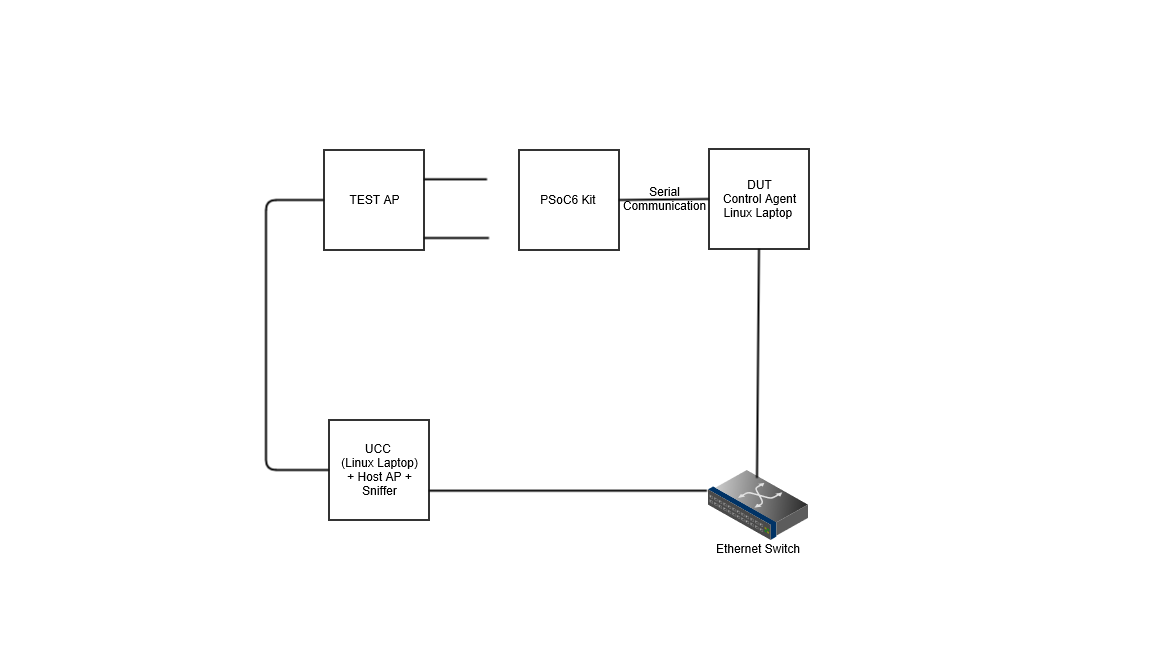 TEST AP
PSoC6 Kit
Serial
Communication
DUT
Control Agent
Linux Laptop
UCC
(Linux Laptop)
+ Host AP +
Sniffer
Ethernet Switch